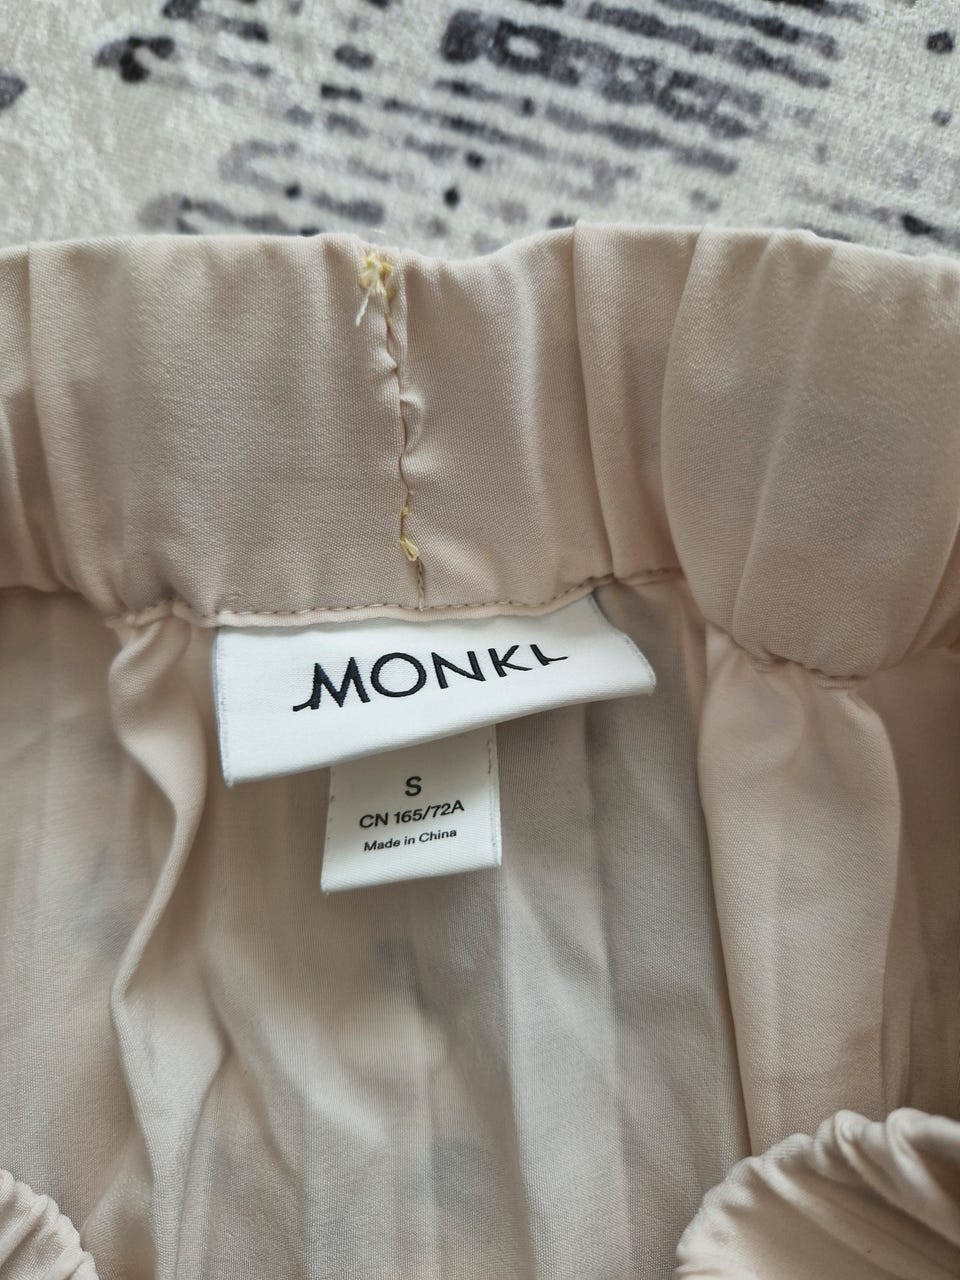 MONKI
S
CN 165/72A
Made in China